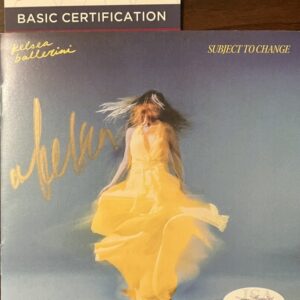 BASIC CERTIFICATION
kelsea
ballerini
SUBJECT TO CHANGE